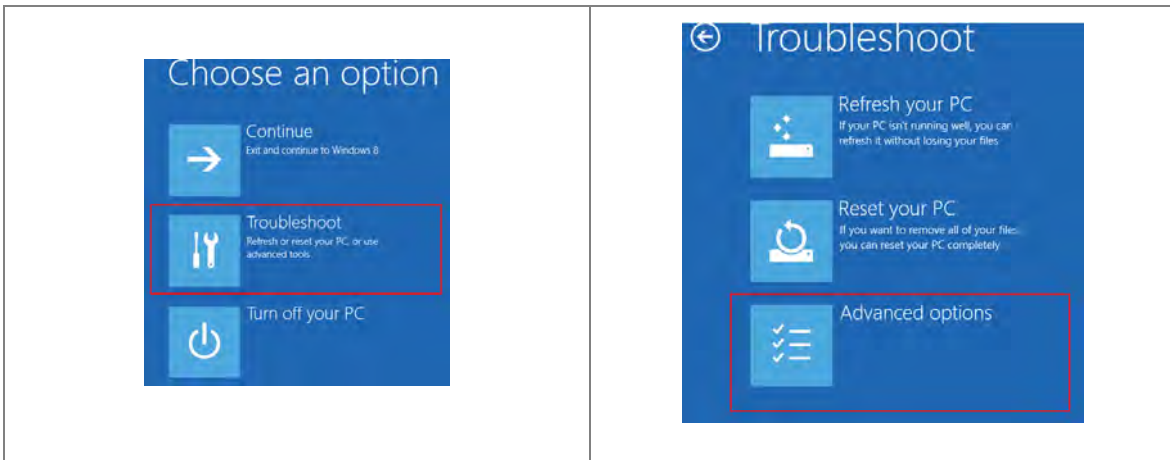 Choose an option
Continue
Exit and continue to Windows 8
Troubleshoot
Refresh or reset your PC, or use
advanced tools
Turn off your PC
Troubleshoot
Refresh your PC
If your PC isn't running well, you can
refresh it without losing your files
Reset your PC
If you want to remove all of your files,
you can reset your PC completely
Advanced options